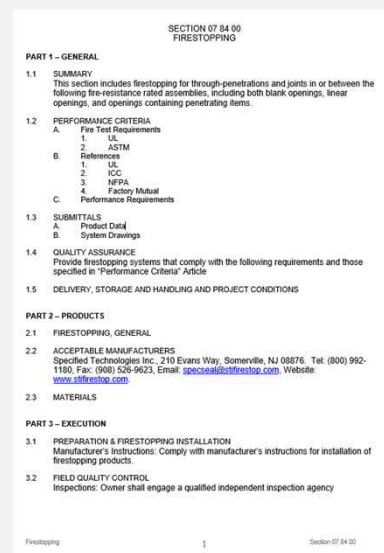 SECTION 07 84 00
FIRESTOPPING
PART 1 – GENERAL
1.1 SUMMARY
This section includes firestopping for through-penetrations and joints in or between the
following fire-resistance rated assemblies, including both blank openings, linear
openings, and openings containing penetrating items.
1.2 PERFORMANCE CRITERIA
A. Fire Test Requirements
1. UL
2. ASTM
B. References
1. UL
2. ICC
3. NFPA
4. Factory Mutual
C. Performance Requirements
1.3 SUBMITTALS
A. Product Data
B. System Drawings
1.4 QUALITY ASSURANCE
Provide firestopping systems that comply with the following requirements and those
specified in "Performance Criteria" Article
1.5 DELIVERY, STORAGE AND HANDLING AND PROJECT CONDITIONS
PART 2 – PRODUCTS
2.1 FIRESTOPPING, GENERAL
2.2 ACCEPTABLE MANUFACTURERS
Specified Technologies Inc., 210 Evans Way, Somerville, NJ 08876. Tel: (800) 992-
1180, Fax: (908) 526-9623, Email: specseal@stifirestop.com, Website:
www.stifirestop.com.
2.3 MATERIALS
PART 3 – EXECUTION
3.1 PREPARATION & FIRESTOPPING INSTALLATION
Manufacturer's Instructions: Comply with manufacturer's instructions for installation of
firestopping products.
3.2 FIELD QUALITY CONTROL
Inspections: Owner shall engage a qualified independent inspection agency
Firestopping 1 Section 07 84 00